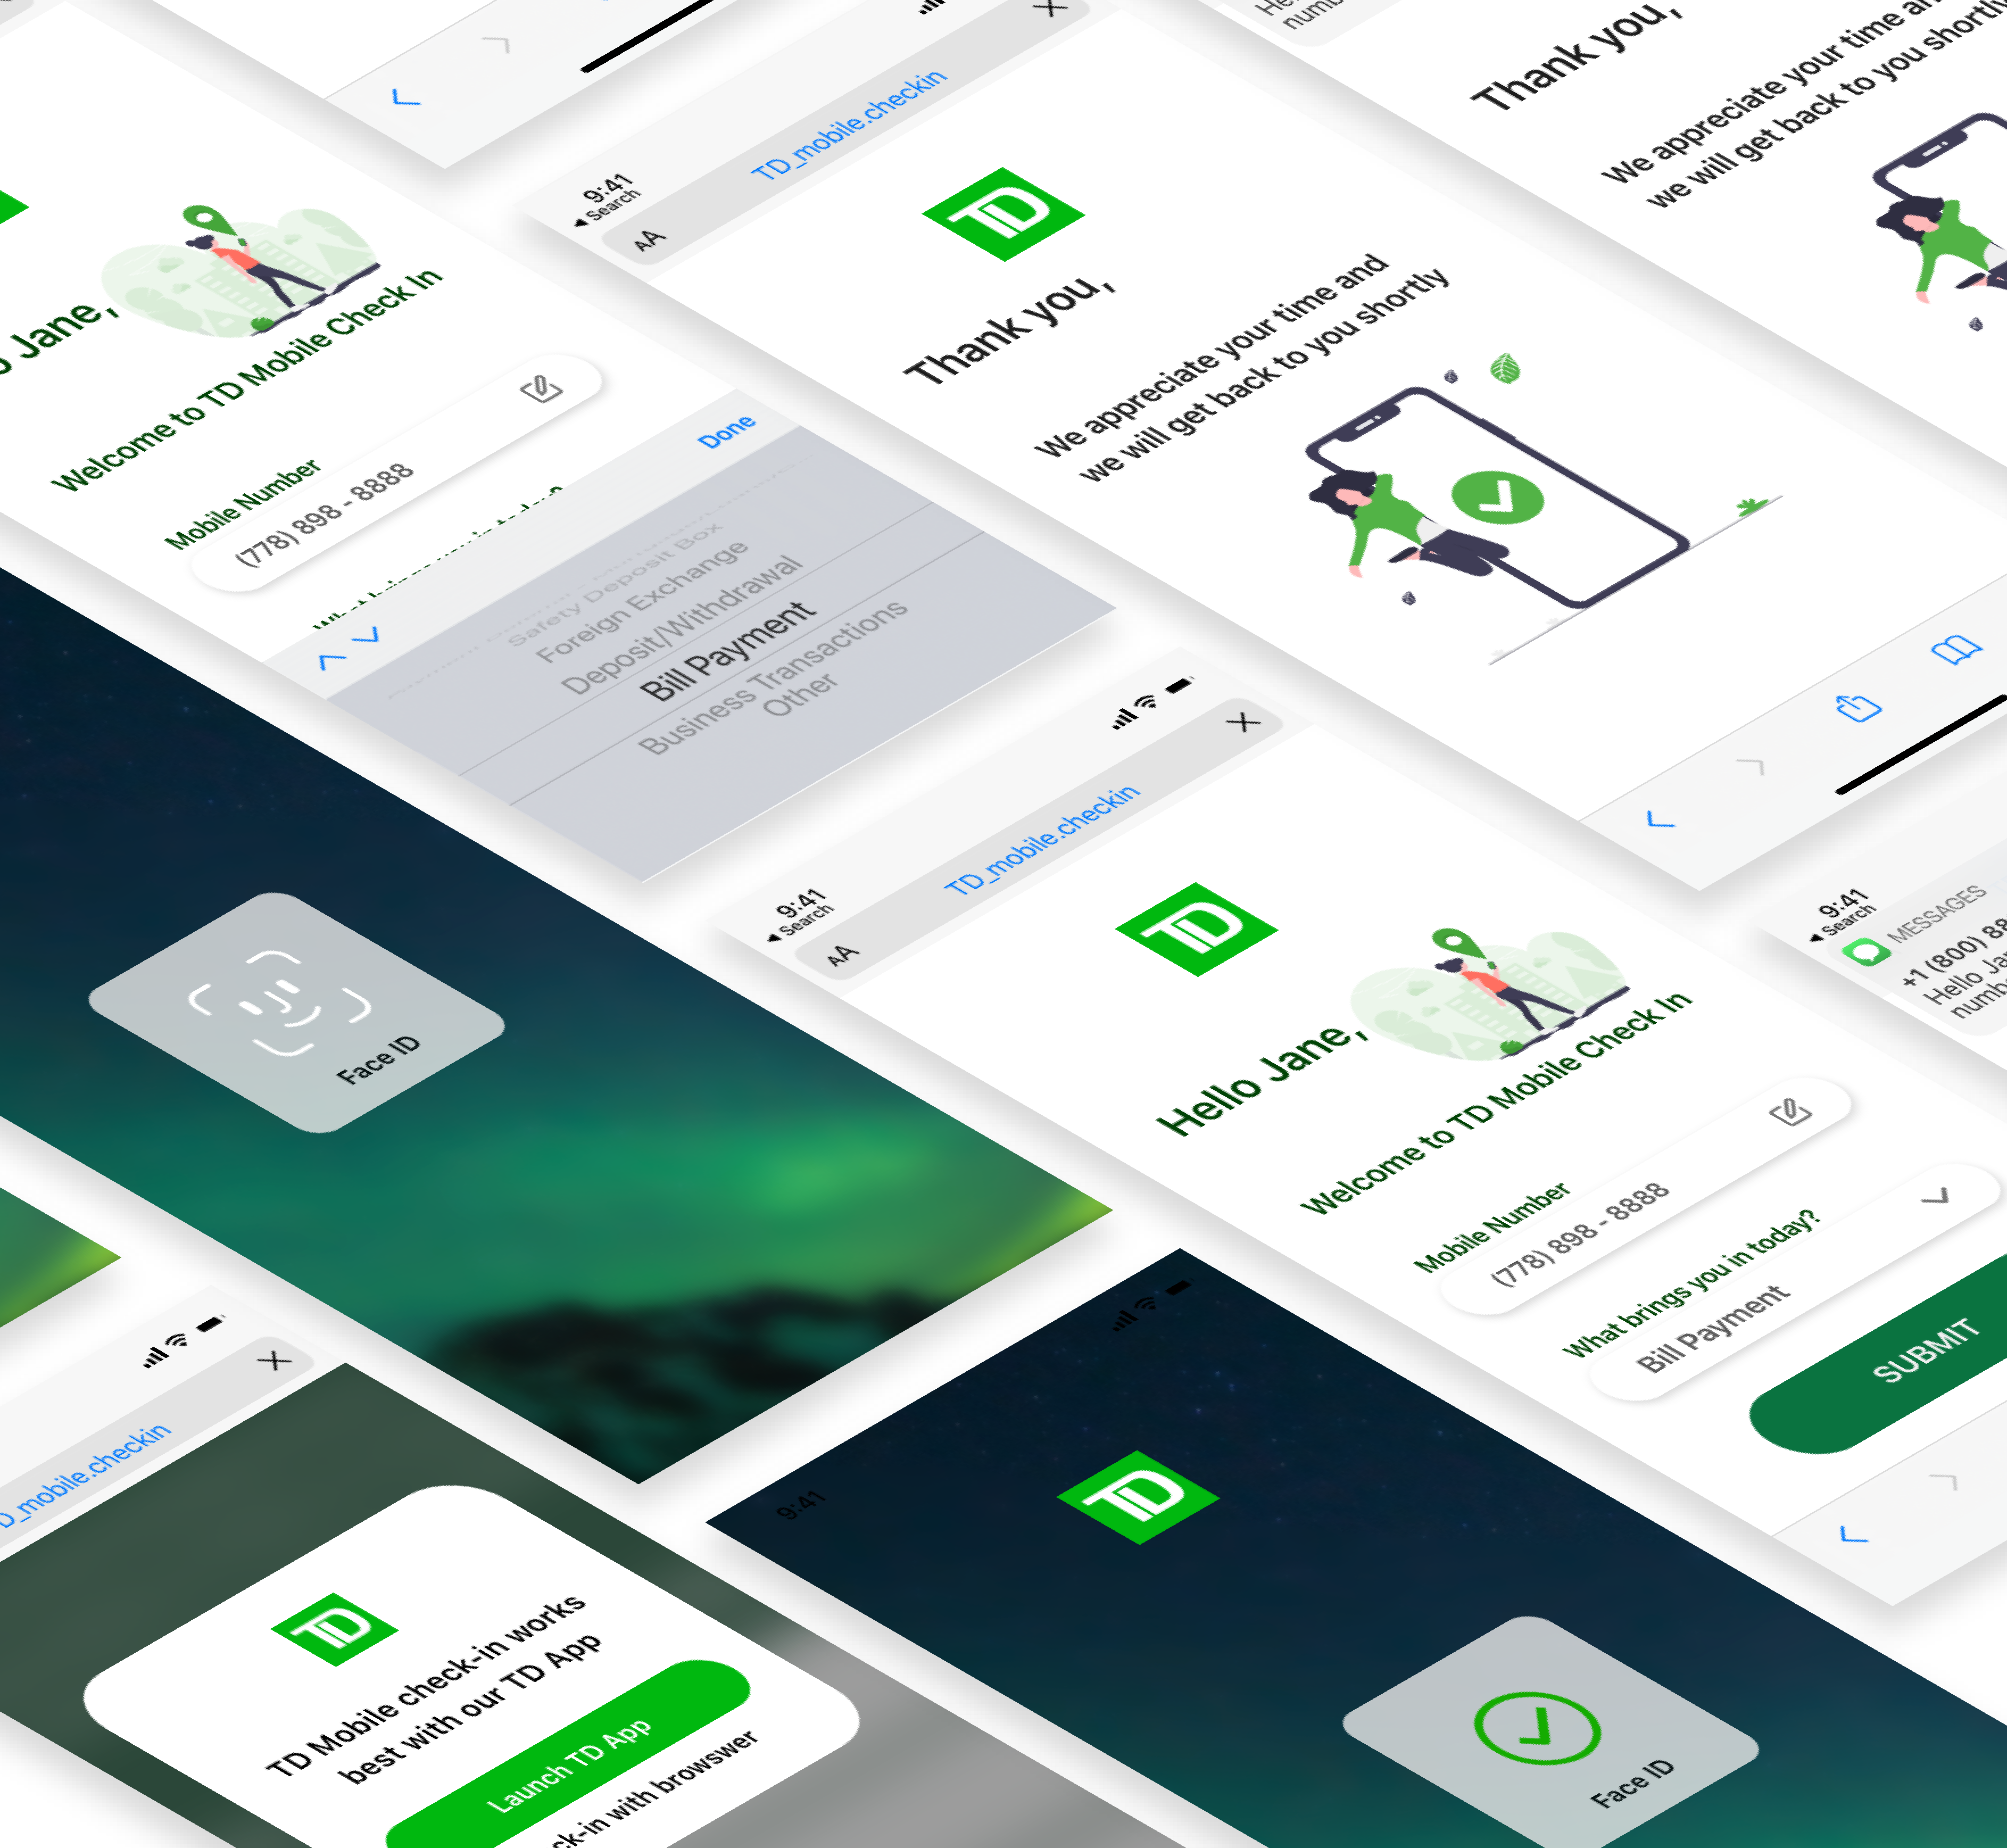 TD_mobile.checkin
9:41
Search
AA
TD
Thank you,
We appreciate your time and
we will get back to you shortly
Thank you,
We appreciate your time
we will get back to you shortly
Jane,
Welcome to TD Mobile Check In
Mobile Number
(778) 898 - 8888
Done
Safety Deposit Box
Foreign Exchange
Deposit/Withdrawal
Bill Payment
Business Transactions
Other
Face ID
9:41
Search
AA
TD_mobile.checkin
TD
Hello Jane,
Welcome to TD Mobile Check In
Mobile Number
(778) 898 - 8888
What brings you in today?
Bill Payment
SUBMIT
9:41
Search
MESSAGES
+1 (800) 88
Hello
D_mobile.checkin
TD
TD Mobile check-in works
best with our TD App
Launch TD App
ck-in with browswer
9:41
TD
Face ID